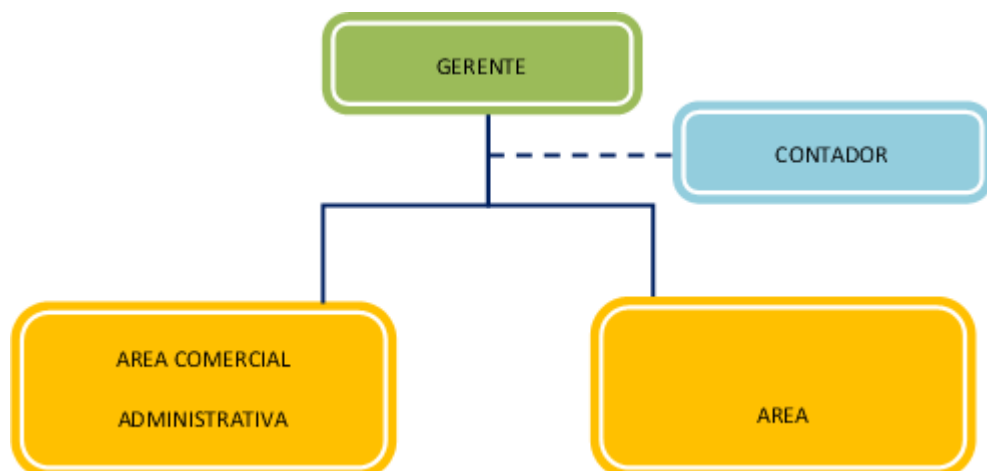 GERENTE
CONTADOR
AREA COMERCIAL
ADMINISTRATIVA
AREA